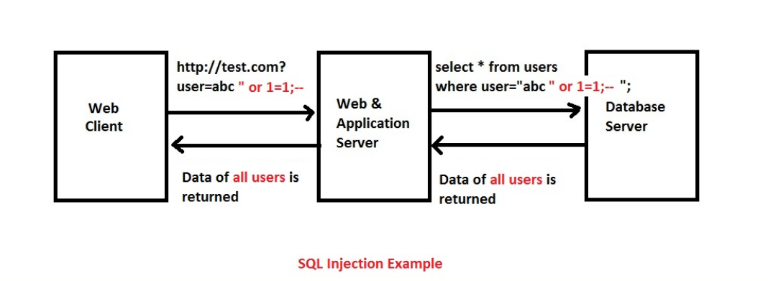 http://test.com?
user=abc " or 1=1;--
select * from users
where user="abc " or 1=1;-- ";
Web
Client
Web &
Application
Server
Database
Server
Data of all users is
returned
Data of all users is
returned
SQL Injection Example